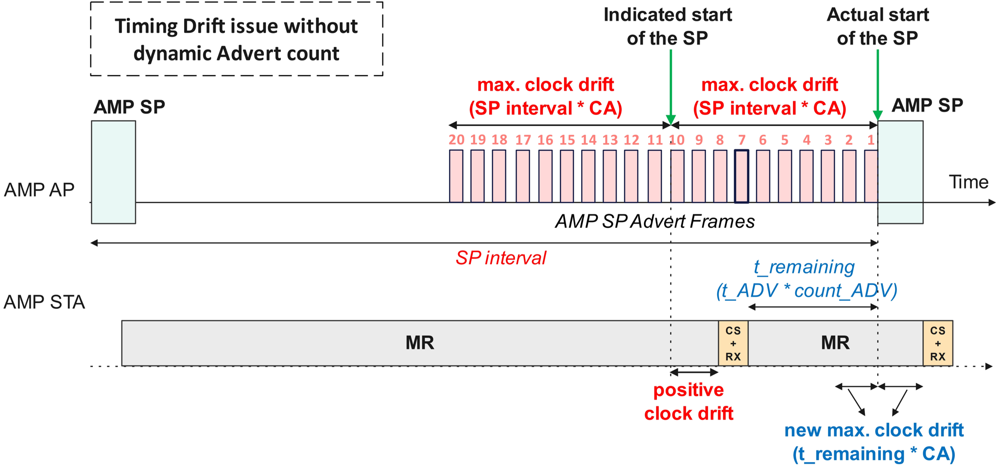 Timing Drift issue without
dynamic Advert count
Indicated start
of the SP
Actual start
of the SP
max. clock drift
(SP interval * CA)
max. clock drift
(SP interval * CA)
AMP SP
AMP SP
20 19 18 17 16 15 14 13 12 11 10 9 8 7 6 5 4 3 2 1
AMP AP
Time
AMP SP Advert Frames
SP interval
t_remaining
(t_ADV * count_ADV)
AMP STA
MR
CS
+
RX
MR
CS
+
RX
positive
clock drift
new max. clock drift
(t_remaining * CA)